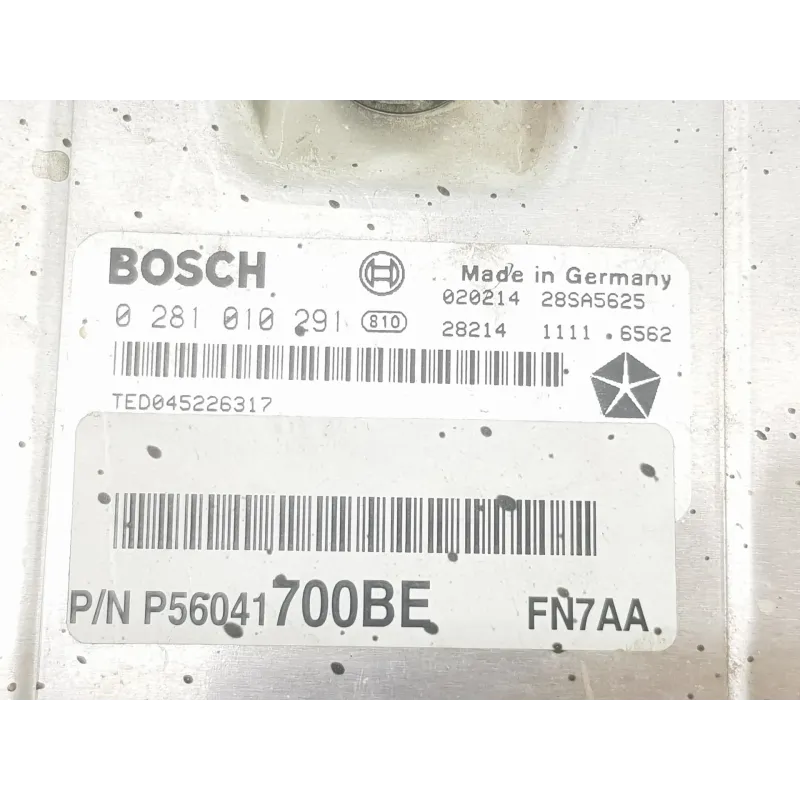 BOSCH
Made in Germany
020214 28SA5625
0 281 010 291 810
28214 1111 .6562
TED045226317
P/N P56041700BE
FN7AA